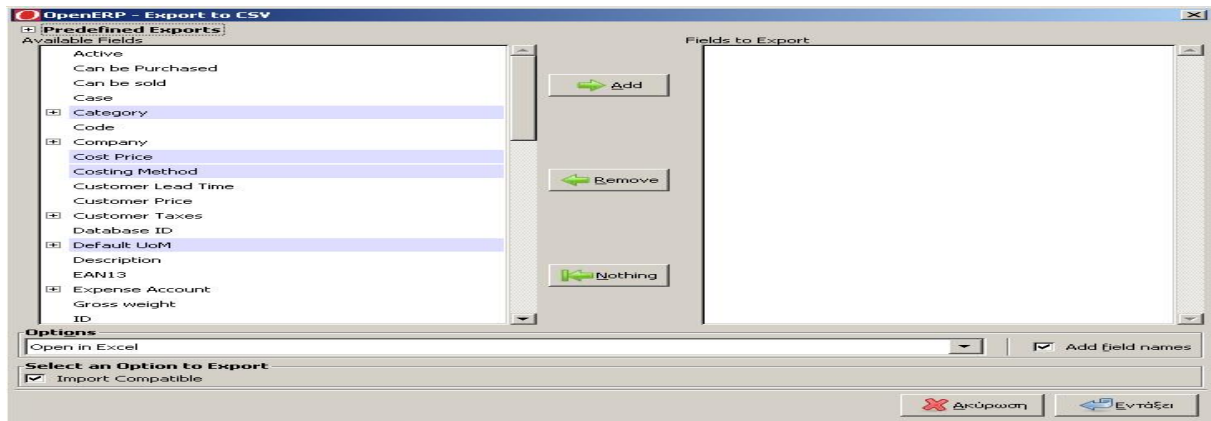 OpenERP - Export to CSV
Predefined Exports
Available Fields
Fields to Export
Active
Can be Purchased
Can be sold
Case
Category
Code
Company
Cost Price
Costing Method
Customer Lead Time
Customer Price
Customer Taxes
Database ID
Default UoM
Description
EAN13
Expense Account
Gross weight
ID
Add
Remove
Nothing
Options
Open in Excel
Add field names
Select an Option to Export
Import Compatible
Ακύρωση
Εντάξει